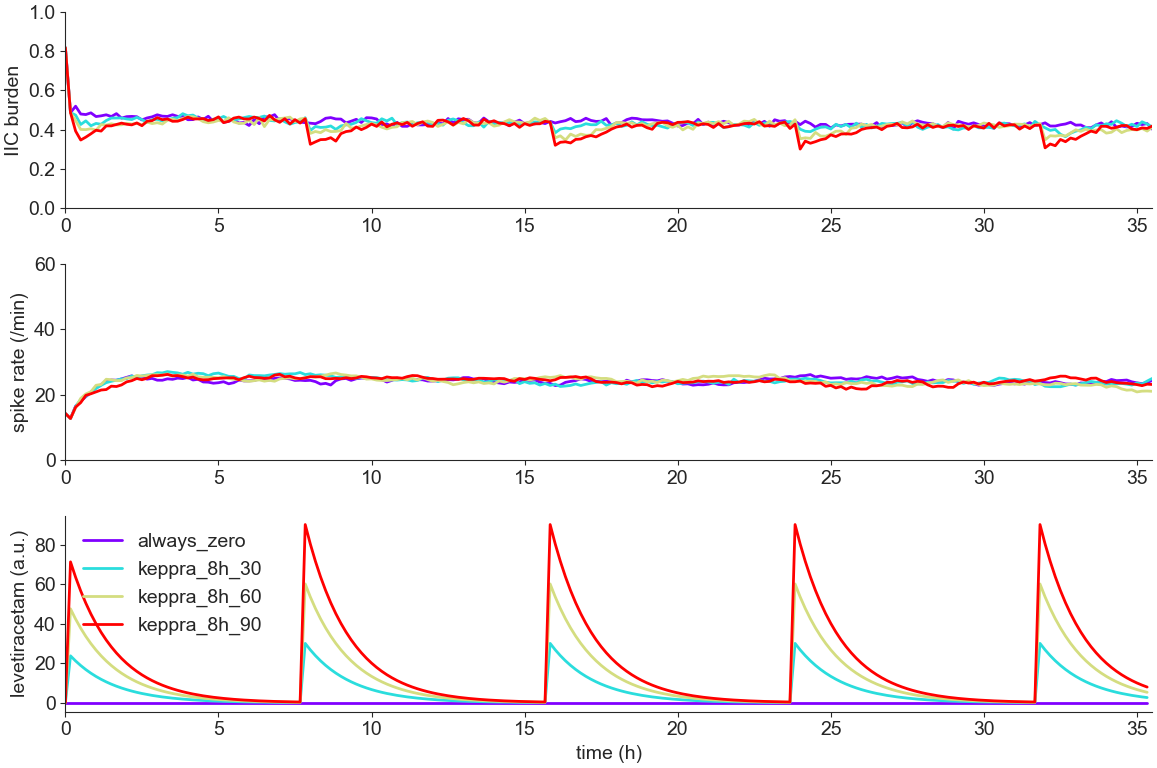 1.0
0.8
0.6
0.4
0.2
0.0
IIC burden
0 5 10 15 20 25 30 35
60
40
20
0
spike rate (/min)
0 5 10 15 20 25 30 35
80
60
40
20
0
levetiracetam (a.u.)
always_zero
keppra_8h_30
keppra_8h_60
keppra_8h_90
0 5 10 15 20 25 30 35
time (h)